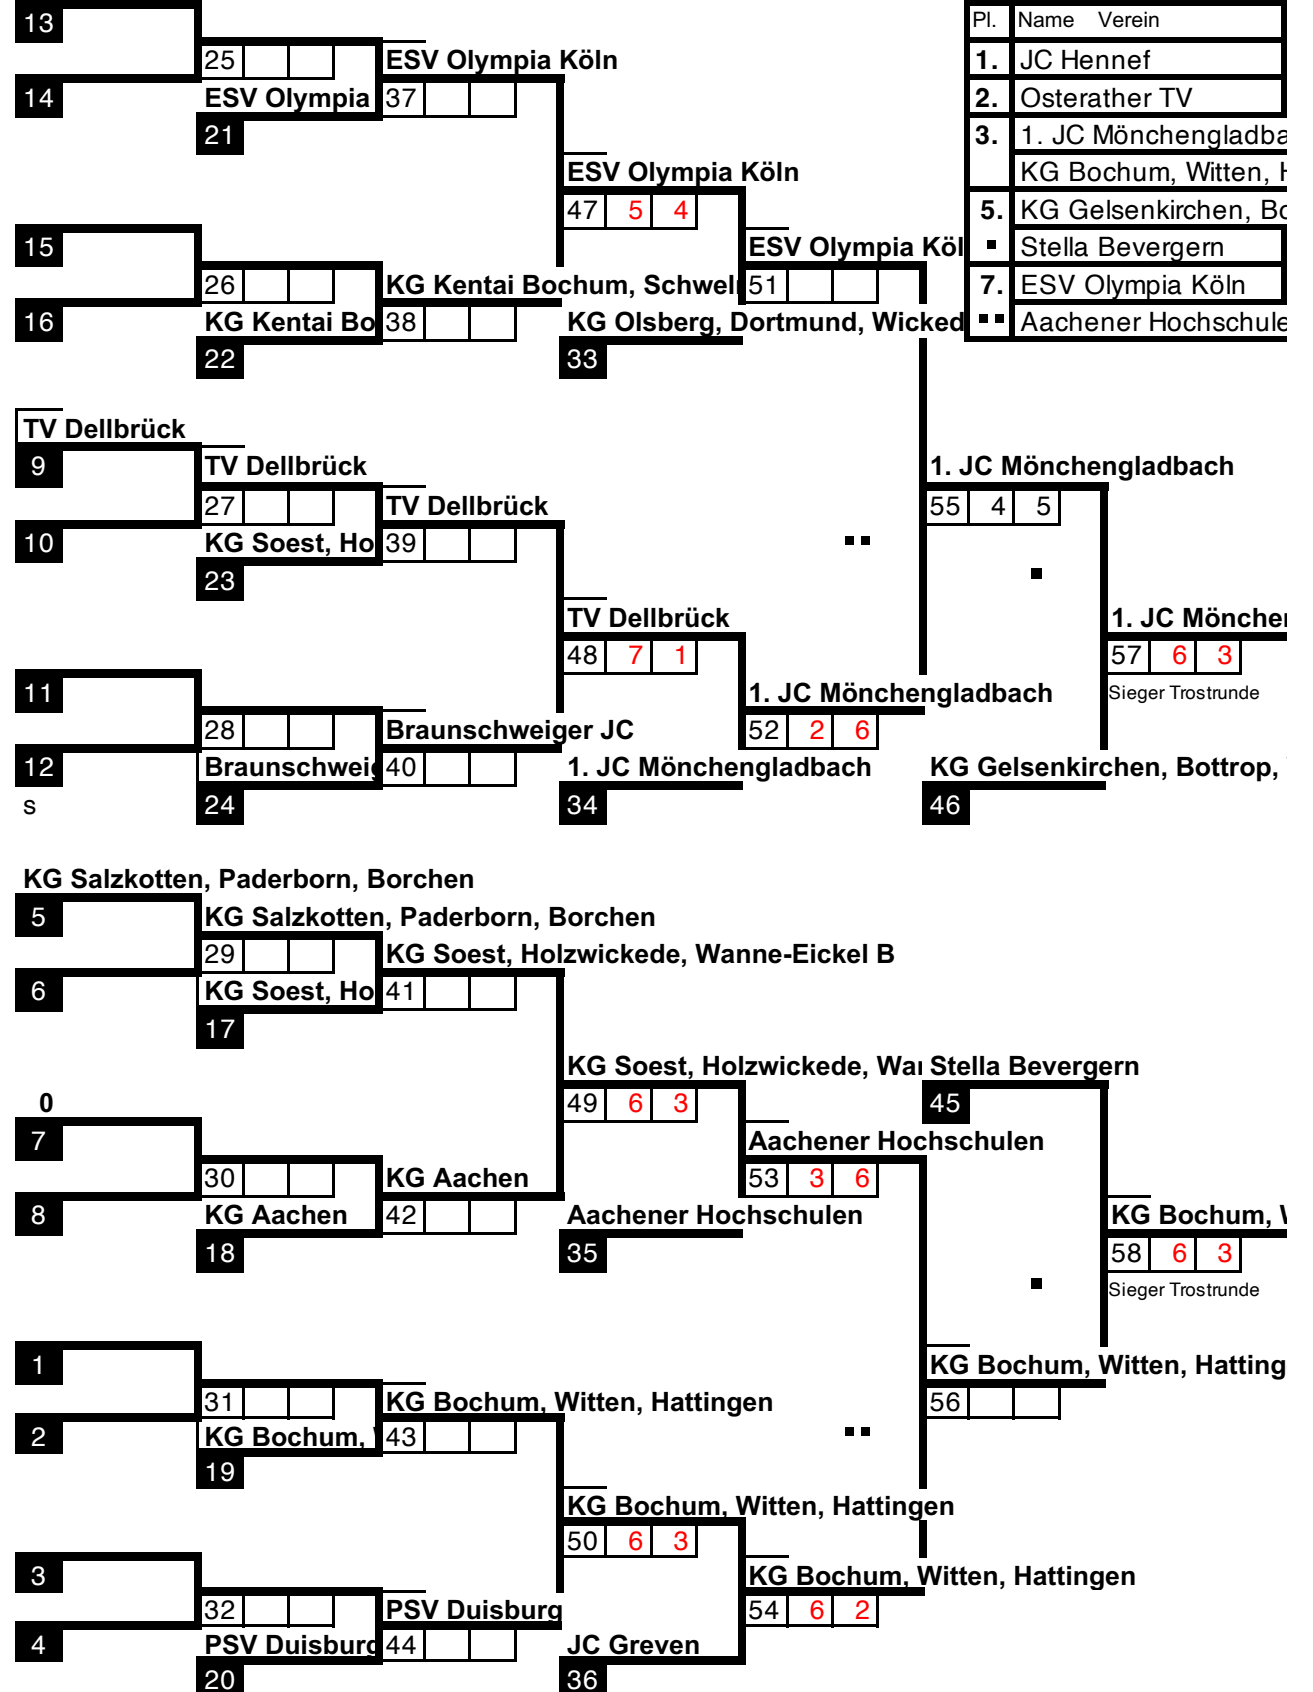 13
Pl. Name Verein
25 ESV Olympia Köln
1. JC Hennef
14 ESV Olympia 37
2. Osterather TV
21
3. 1. JC Mönchengladba
ESV Olympia Köln
KG Bochum, Witten, H
47 5 4
5. KG Gelsenkirchen, Bo
15 ESV Olympia Köl
Stella Bevergern
26 KG Kentai Bochum, Schwel 51
7. ESV Olympia Köln
16 KG Kentai Bo 38 KG Olsberg, Dortmund, Wicked
Aachener Hochschule
22 33
TV Dellbrück
9 TV Dellbrück 1. JC Mönchengladbach
27 TV Dellbrück 55 4 5
10 KG Soest, Ho 39
23
TV Dellbrück 1. JC Mönche
48 7 1 57 6 3
11 1. JC Mönchengladbach Sieger Trostrunde
28 Braunschweiger JC 52 2 6
12 Braunschwei 40 1. JC Mönchengladbach KG Gelsenkirchen, Bottrop,
s 24 34 46
KG Salzkotten, Paderborn, Borchen
5 KG Salzkotten, Paderborn, Borchen
29 KG Soest, Holzwickede, Wanne-Eickel B
6 KG Soest, Ho 41
17
KG Soest, Holzwickede, Wa Stella Bevergern
0 49 6 3 45
7 Aachener Hochschulen
30 KG Aachen 53 3 6
8 KG Aachen 42 Aachener Hochschulen KG Bochum,
18 35 58 6 3
Sieger Trostrunde
1 KG Bochum, Witten, Hatting
31 KG Bochum, Witten, Hattingen 56
2 KG Bochum, 43
19
KG Bochum, Witten, Hattingen
50 6 3
3 KG Bochum, Witten, Hattingen
32 PSV Duisburg 54 6 2
4 PSV Duisburg 44 JC Greven
20 36